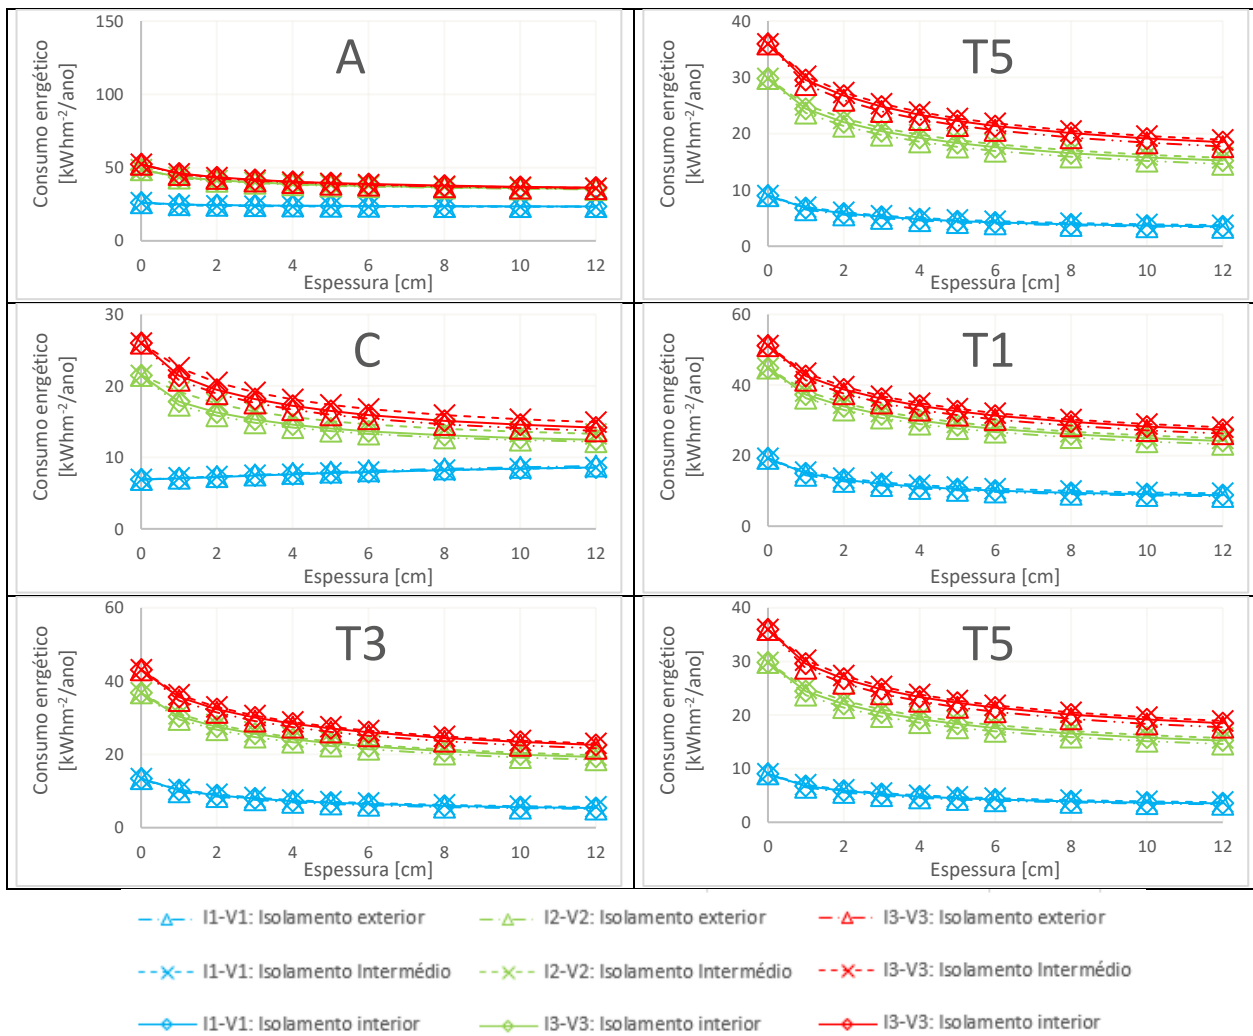 A
Consumo enrgético
[kWhm⁻²/ano]
150
100
50
0
0 2 4 6 8 10 12
Espessura [cm]
T5
Consumo enrgético
[kWhm⁻²/ano]
40
30
20
10
0
0 2 4 6 8 10 12
Espessura [cm]
C
Consumo enrgético
[kWhm⁻²/ano]
30
20
10
0
0 2 4 6 8 10 12
Espessura [cm]
T1
Consumo enrgético
[kWhm⁻²/ano]
60
40
20
0
0 2 4 6 8 10 12
Espessura [cm]
T3
Consumo enrgético
[kWhm⁻²/ano]
60
40
20
0
0 2 4 6 8 10 12
Espessura [cm]
T5
Consumo enrgético
[kWhm⁻²/ano]
40
30
20
10
0
0 2 4 6 8 10 12
Espessura [cm]
I1-V1: Isolamento exterior I2-V2: Isolamento exterior I3-V3: Isolamento exterior
I1-V1: Isolamento Intermédio I2-V2: Isolamento Intermédio I3-V3: Isolamento Intermédio
I1-V1: Isolamento interior I3-V3: Isolamento interior I3-V3: Isolamento interior